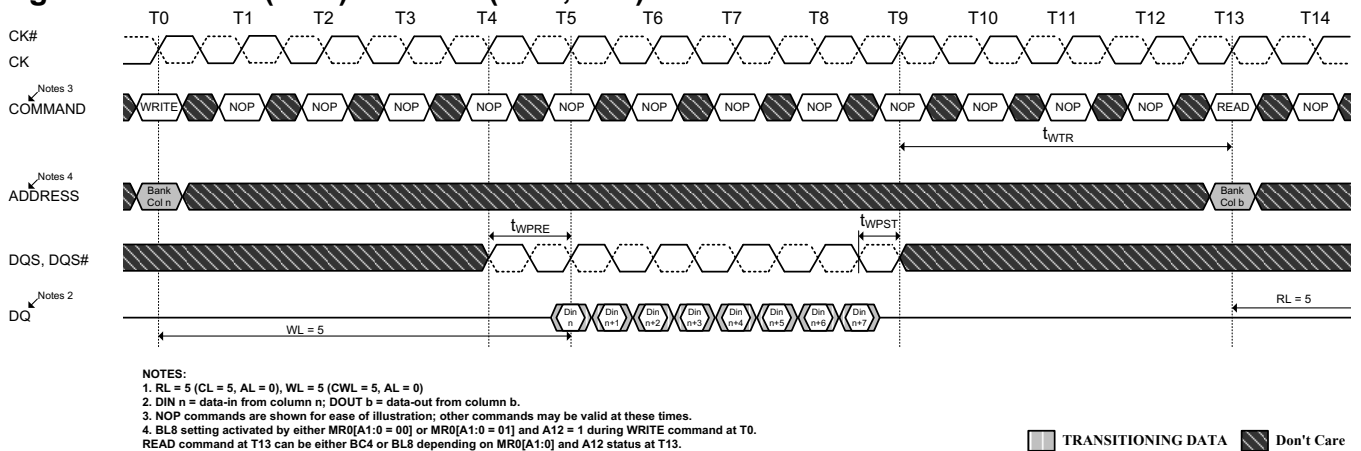 T0 T1 T2 T3 T4 T5 T6 T7 T8 T9 T10 T11 T12 T13 T14
CK#
CK
Notes 3
COMMAND
WRITE NOP NOP NOP NOP NOP NOP NOP NOP NOP NOP NOP NOP READ NOP
tWTR
Notes 4
ADDRESS
Bank
Col n
Bank
Col b
tWPRE
tWPST
DQS, DQS#
Notes 2
DQ
Din
n
Din
n+1
Din
n+2
Din
n+3
Din
n+4
Din
n+5
Din
n+6
Din
n+7
RL = 5
WL = 5
NOTES:
1. RL = 5 (CL = 5, AL = 0), WL = 5 (CWL = 5, AL = 0)
2. DIN n = data-in from column n; DOUT b = data-out from column b.
3. NOP commands are shown for ease of illustration; other commands may be valid at these times.
4. BL8 setting activated by either MR0[A1:0 = 00] or MR0[A1:0 = 01] and A12 = 1 during WRITE command at T0.
READ command at T13 can be either BC4 or BL8 depending on MR0[A1:0] and A12 status at T13.
TRANSITIONING DATA Don't Care